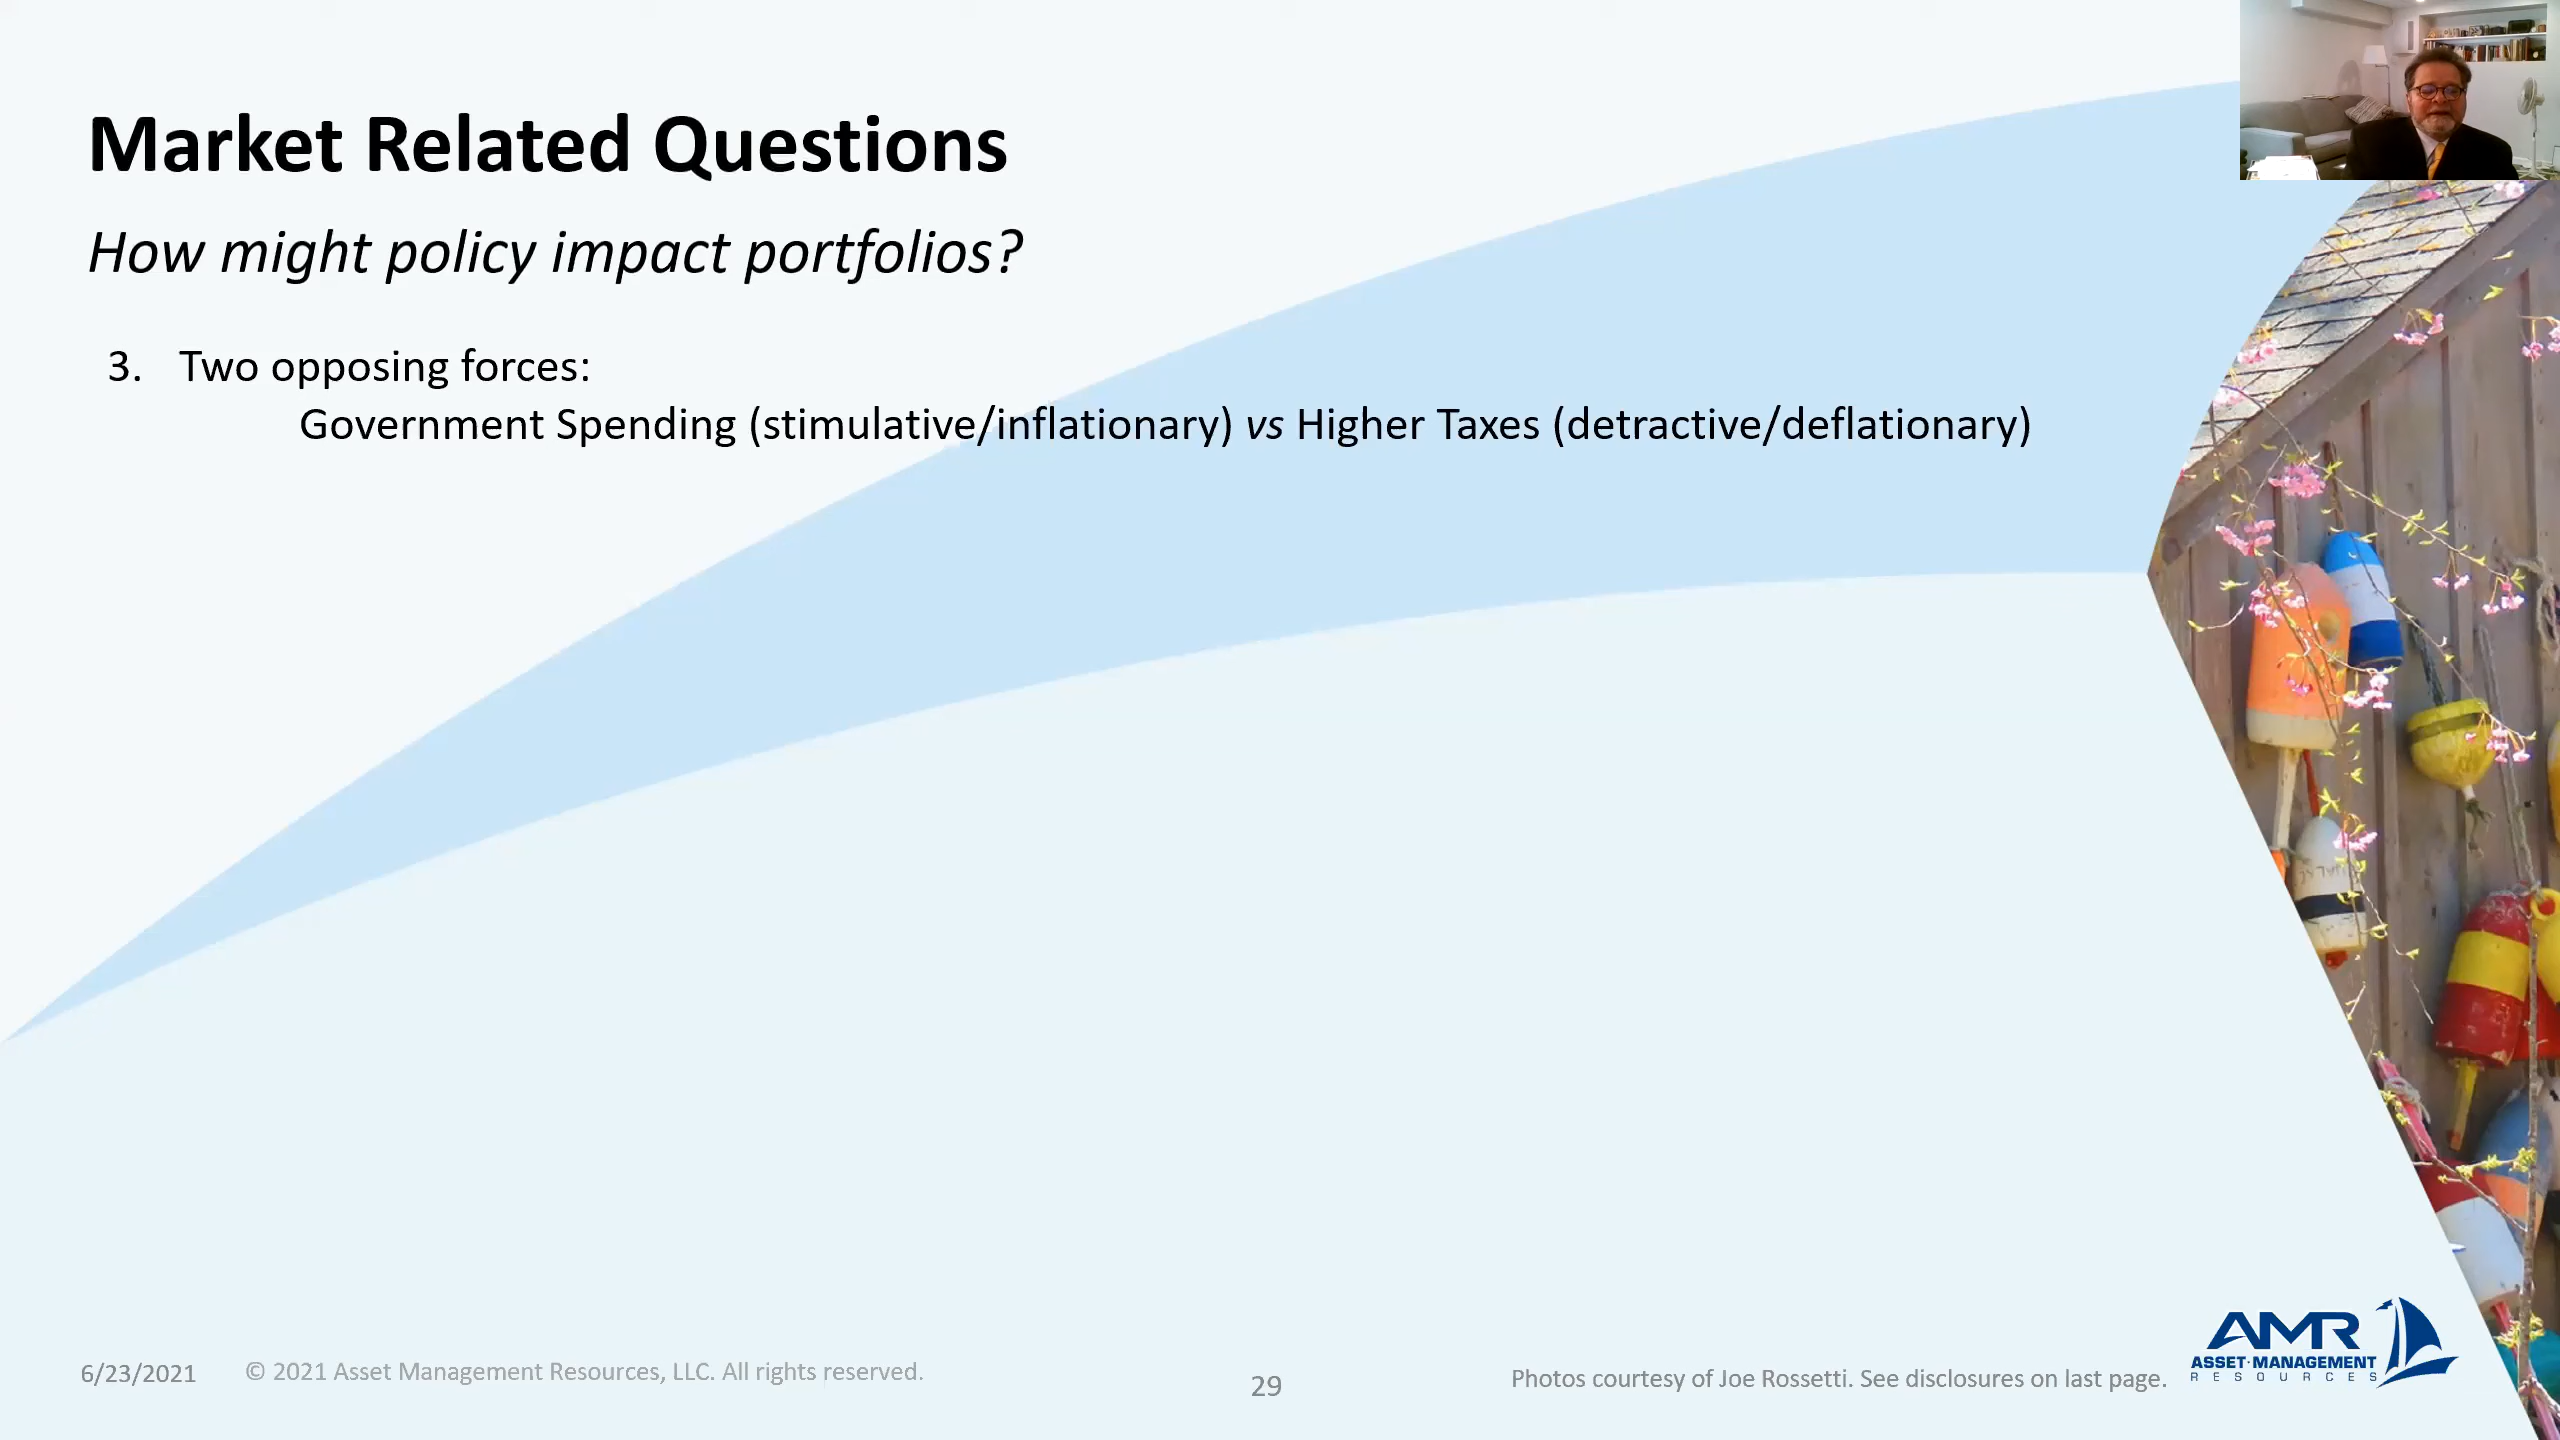 Market Related Questions
How might policy impact portfolios?
3. Two opposing forces:
Government Spending (stimulative/inflationary) vs Higher Taxes (detractive/deflationary)
6/23/2021
© 2021 Asset Management Resources, LLC. All rights reserved.
29
Photos courtesy of Joe Rossetti. See disclosures on last page.
AMR
ASSET·MANAGEMENT
RESOURCES